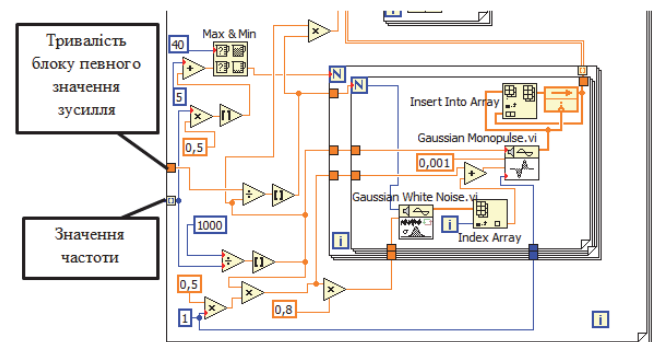 i
Тривалість
блоку певного
значення
зусилля
Max & Min
40
5
0,5
N
N
Insert Into Array
Gaussian Monopulse.vi
0,001
Gaussian White Noise.vi
i
Index Array
i
Значення
частоти
1000
0,5
1
0,8
i